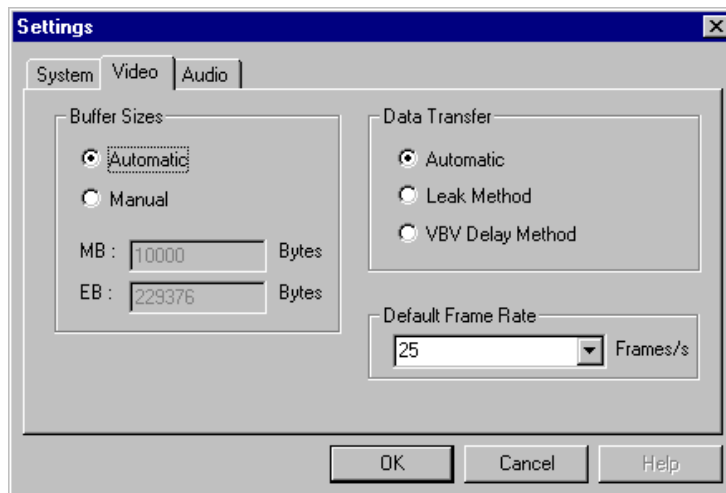 Settings
System Video Audio
Buffer Sizes
Automatic
Manual
MB : 10000 Bytes
EB : 229376 Bytes
Data Transfer
Automatic
Leak Method
VBV Delay Method
Default Frame Rate
25 Frames/s
OK Cancel Help